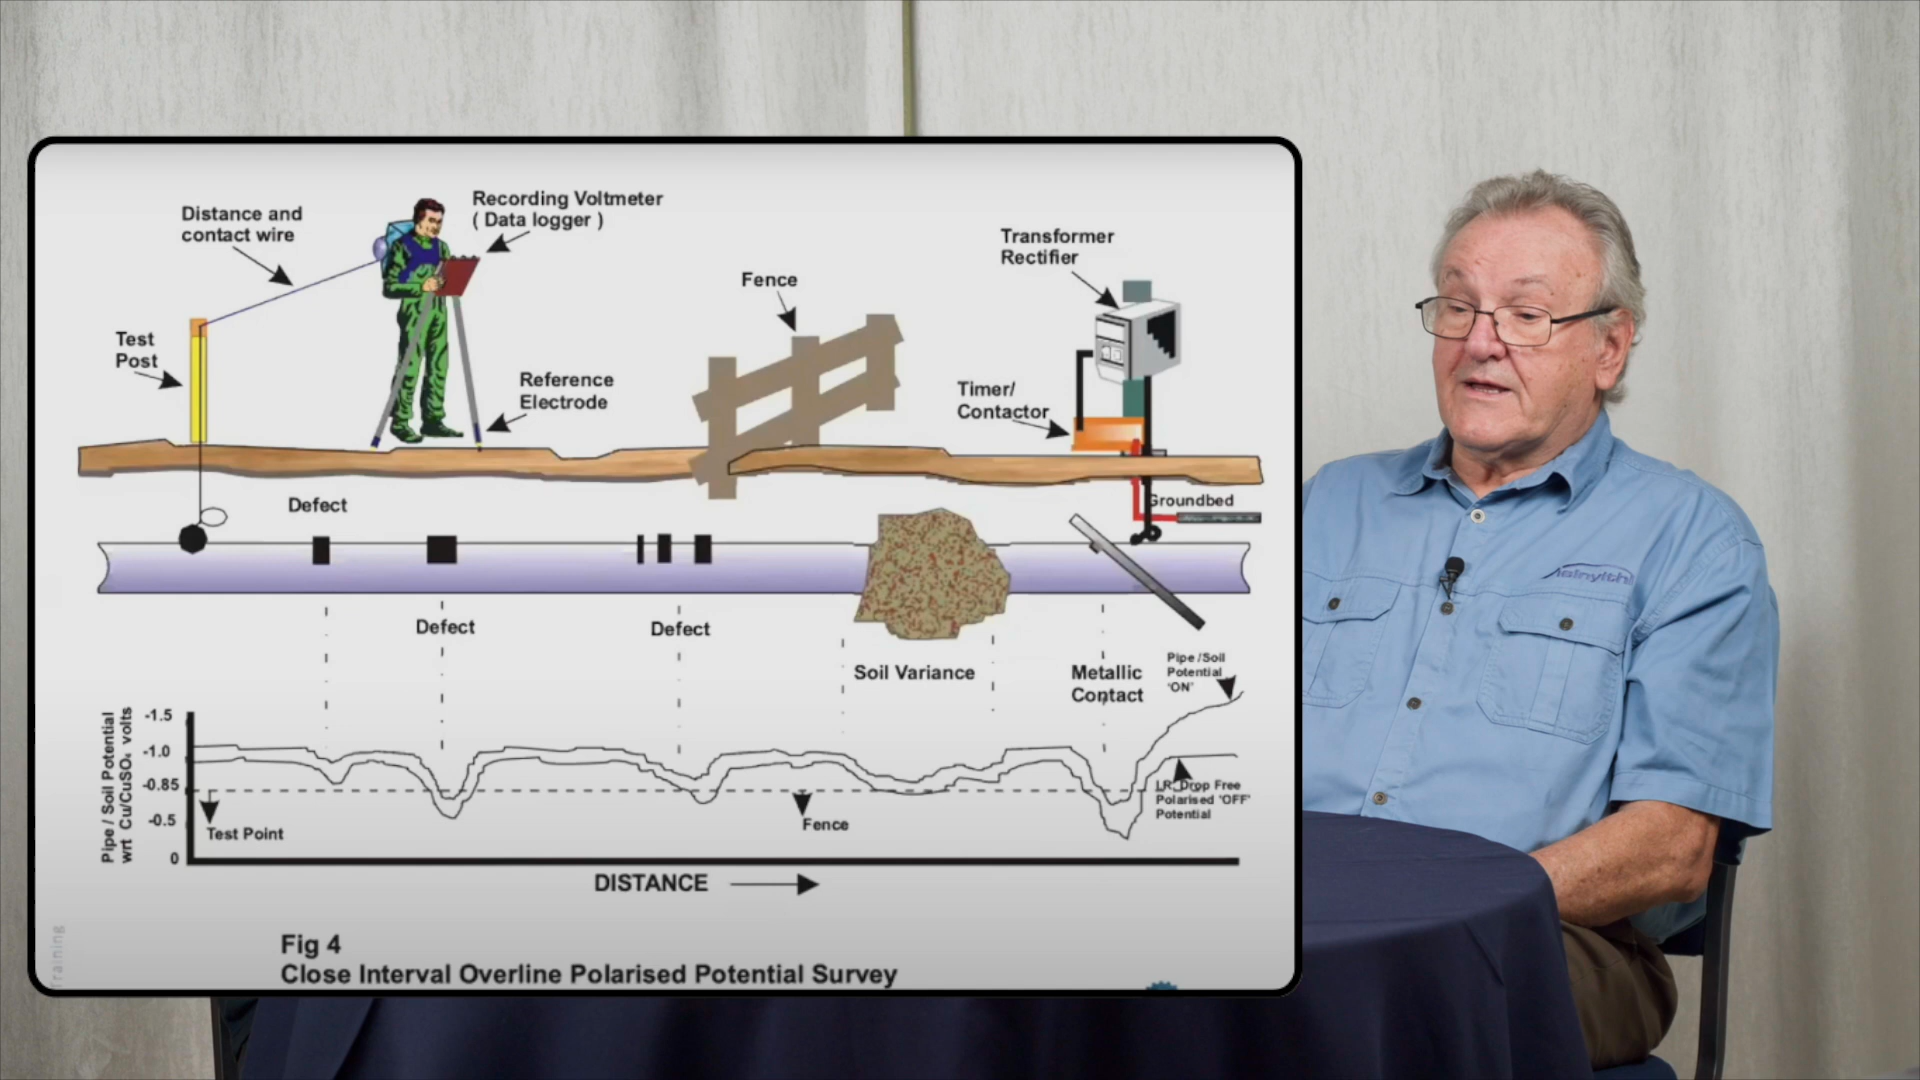 Distance and
contact wire
Recording Voltmeter
( Data logger )
Fence
Transformer
Rectifier
Test
Post
Reference
Electrode
Timer/
Contactor
Groundbed
Defect
Defect
Defect
Soil Variance
Metallic
Contact
Pipe /Soil
Potential
'ON'
Pipe / Soil Potential
wrt Cu/CuSO₄ volts
-1.5
-1.0
-0.85
-0.5
0
Test Point
Fence
I.R. Drop Free
Polarised 'OFF'
Potential
DISTANCE
Fig 4
Close Interval Overline Polarised Potential Survey
Training